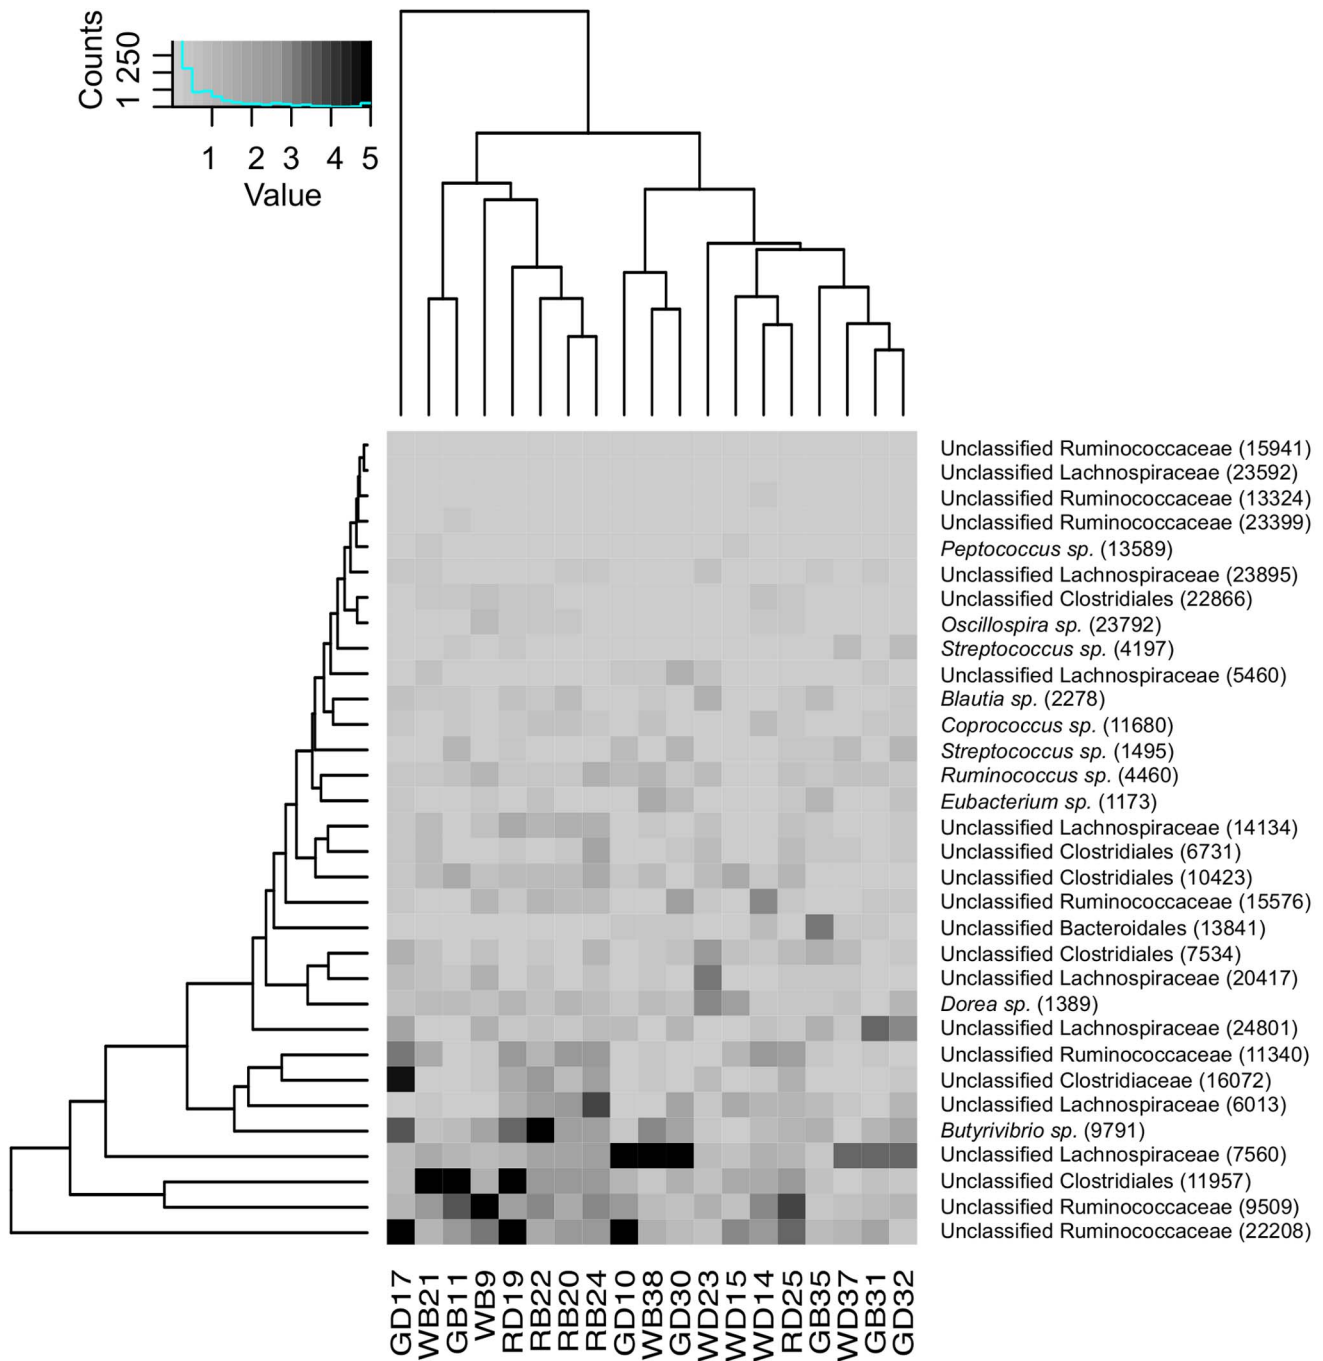 Counts
1 250
1 2 3 4 5
Value
Unclassified Ruminococcaceae (15941)
Unclassified Lachnospiraceae (23592)
Unclassified Ruminococcaceae (13324)
Unclassified Ruminococcaceae (23399)
Peptococcus sp. (13589)
Unclassified Lachnospiraceae (23895)
Unclassified Clostridiales (22866)
Oscillospira sp. (23792)
Streptococcus sp. (4197)
Unclassified Lachnospiraceae (5460)
Blautia sp. (2278)
Coprococcus sp. (11680)
Streptococcus sp. (1495)
Ruminococcus sp. (4460)
Eubacterium sp. (1173)
Unclassified Lachnospiraceae (14134)
Unclassified Clostridiales (6731)
Unclassified Clostridiales (10423)
Unclassified Ruminococcaceae (15576)
Unclassified Bacteroidales (13841)
Unclassified Clostridiales (7534)
Unclassified Lachnospiraceae (20417)
Dorea sp. (1389)
Unclassified Lachnospiraceae (24801)
Unclassified Ruminococcaceae (11340)
Unclassified Clostridiaceae (16072)
Unclassified Lachnospiraceae (6013)
Butyrivibrio sp. (9791)
Unclassified Lachnospiraceae (7560)
Unclassified Clostridiales (11957)
Unclassified Ruminococcaceae (9509)
Unclassified Ruminococcaceae (22208)
GD17 WB21 GB11 WB9 RD19 RB22 RB20 RB24 GD10 WB38 GD30 WD23 WD15 WD14 RD25 GB35 WD37 GB31 GD32